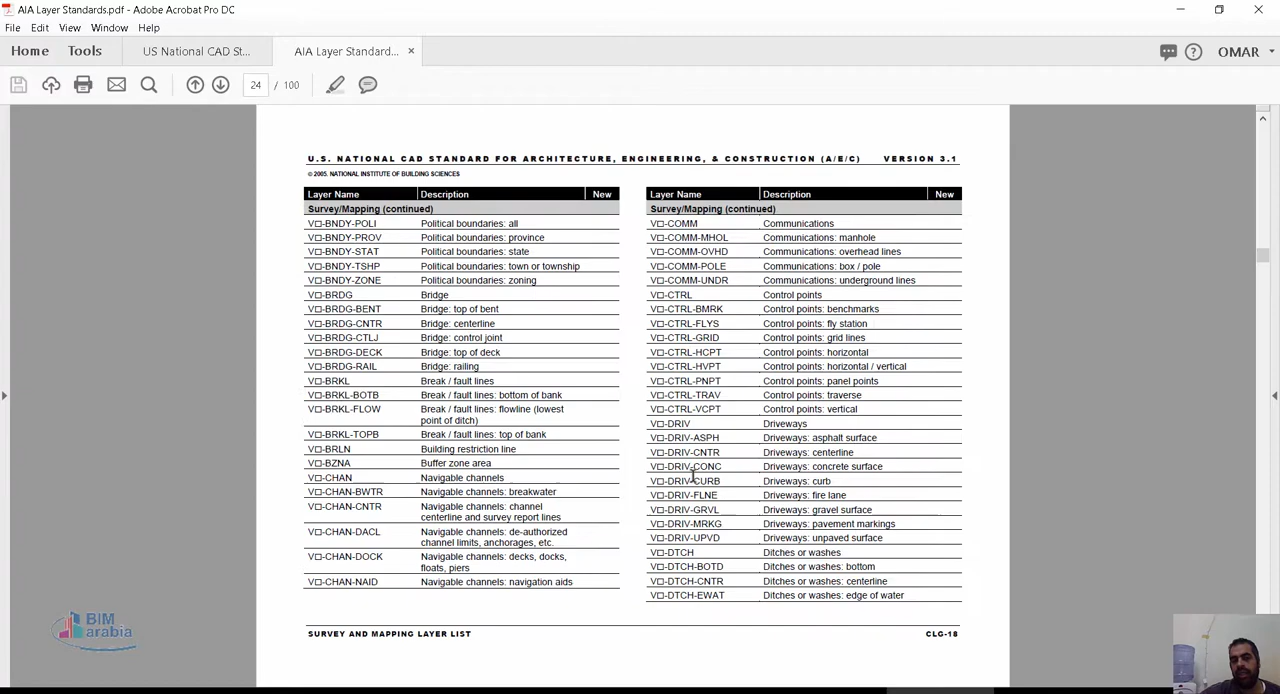 AIA Layer Standards.pdf - Adobe Acrobat Pro DC
File Edit View Window Help
Home Tools US National CAD St... AIA Layer Standard... × OMAR
24 / 100
U.S. NATIONAL CAD STANDARD FOR ARCHITECTURE, ENGINEERING, & CONSTRUCTION (A/E/C) VERSION 3.1
© 2005. NATIONAL INSTITUTE OF BUILDING SCIENCES
Layer Name Description New
Survey/Mapping (continued)
V□-BNDY-POLI Political boundaries: all
V□-BNDY-PROV Political boundaries: province
V□-BNDY-STAT Political boundaries: state
V□-BNDY-TSHP Political boundaries: town or township
V□-BNDY-ZONE Political boundaries: zoning
V□-BRDG Bridge
V□-BRDG-BENT Bridge: top of bent
V□-BRDG-CNTR Bridge: centerline
V□-BRDG-CTLJ Bridge: control joint
V□-BRDG-DECK Bridge: top of deck
V□-BRDG-RAIL Bridge: railing
V□-BRKL Break / fault lines
V□-BRKL-BOTB Break / fault lines: bottom of bank
V□-BRKL-FLOW Break / fault lines: flowline (lowest
point of ditch)
V□-BRKL-TOPB Break / fault lines: top of bank
V□-BRLN Building restriction line
V□-BZNA Buffer zone area
V□-CHAN Navigable channels
V□-CHAN-BWTR Navigable channels: breakwater
V□-CHAN-CNTR Navigable channels: channel
centerline and survey report lines
V□-CHAN-DACL Navigable channels: de-authorized
channel limits, anchorages, etc.
V□-CHAN-DOCK Navigable channels: decks, docks,
floats, piers
V□-CHAN-NAID Navigable channels: navigation aids
Layer Name Description New
Survey/Mapping (continued)
V□-COMM Communications
V□-COMM-MHOL Communications: manhole
V□-COMM-OVHD Communications: overhead lines
V□-COMM-POLE Communications: box / pole
V□-COMM-UNDR Communications: underground lines
V□-CTRL Control points
V□-CTRL-BMRK Control points: benchmarks
V□-CTRL-FLYS Control points: fly station
V□-CTRL-GRID Control points: grid lines
V□-CTRL-HCPT Control points: horizontal
V□-CTRL-HVPT Control points: horizontal / vertical
V□-CTRL-PNPT Control points: panel points
V□-CTRL-TRAV Control points: traverse
V□-CTRL-VCPT Control points: vertical
V□-DRIV Driveways
V□-DRIV-ASPH Driveways: asphalt surface
V□-DRIV-CNTR Driveways: centerline
V□-DRIV-CONC Driveways: concrete surface
V□-DRIV-CURB Driveways: curb
V□-DRIV-FLNE Driveways: fire lane
V□-DRIV-GRVL Driveways: gravel surface
V□-DRIV-MRKG Driveways: pavement markings
V□-DRIV-UPVD Driveways: unpaved surface
V□-DTCH Ditches or washes
V□-DTCH-BOTD Ditches or washes: bottom
V□-DTCH-CNTR Ditches or washes: centerline
V□-DTCH-EWAT Ditches or washes: edge of water
SURVEY AND MAPPING LAYER LIST CLG-18
BIM
arabia